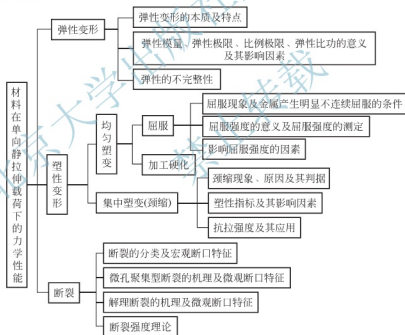 材料在单向静拉伸载荷下的力学性能
弹性变形
弹性变形的本质及特点
弹性模量、弹性极限、比例极限、弹性比功的意义
及其影响因素
弹性的不完整性
塑性变形
均匀塑变
屈服
屈服现象及金属产生明显不连续屈服的条件
屈服强度的意义及屈服强度的测定
影响屈服强度的因素
加工硬化
集中塑变(颈缩)
颈缩现象、原因及其判据
塑性指标及其影响因素
抗拉强度及其应用
断裂
断裂的分类及宏观断口特征
微孔聚集型断裂的机理及微观断口特征
解理断裂的机理及微观断口特征
断裂强度理论
京大学出版社
禁止转载